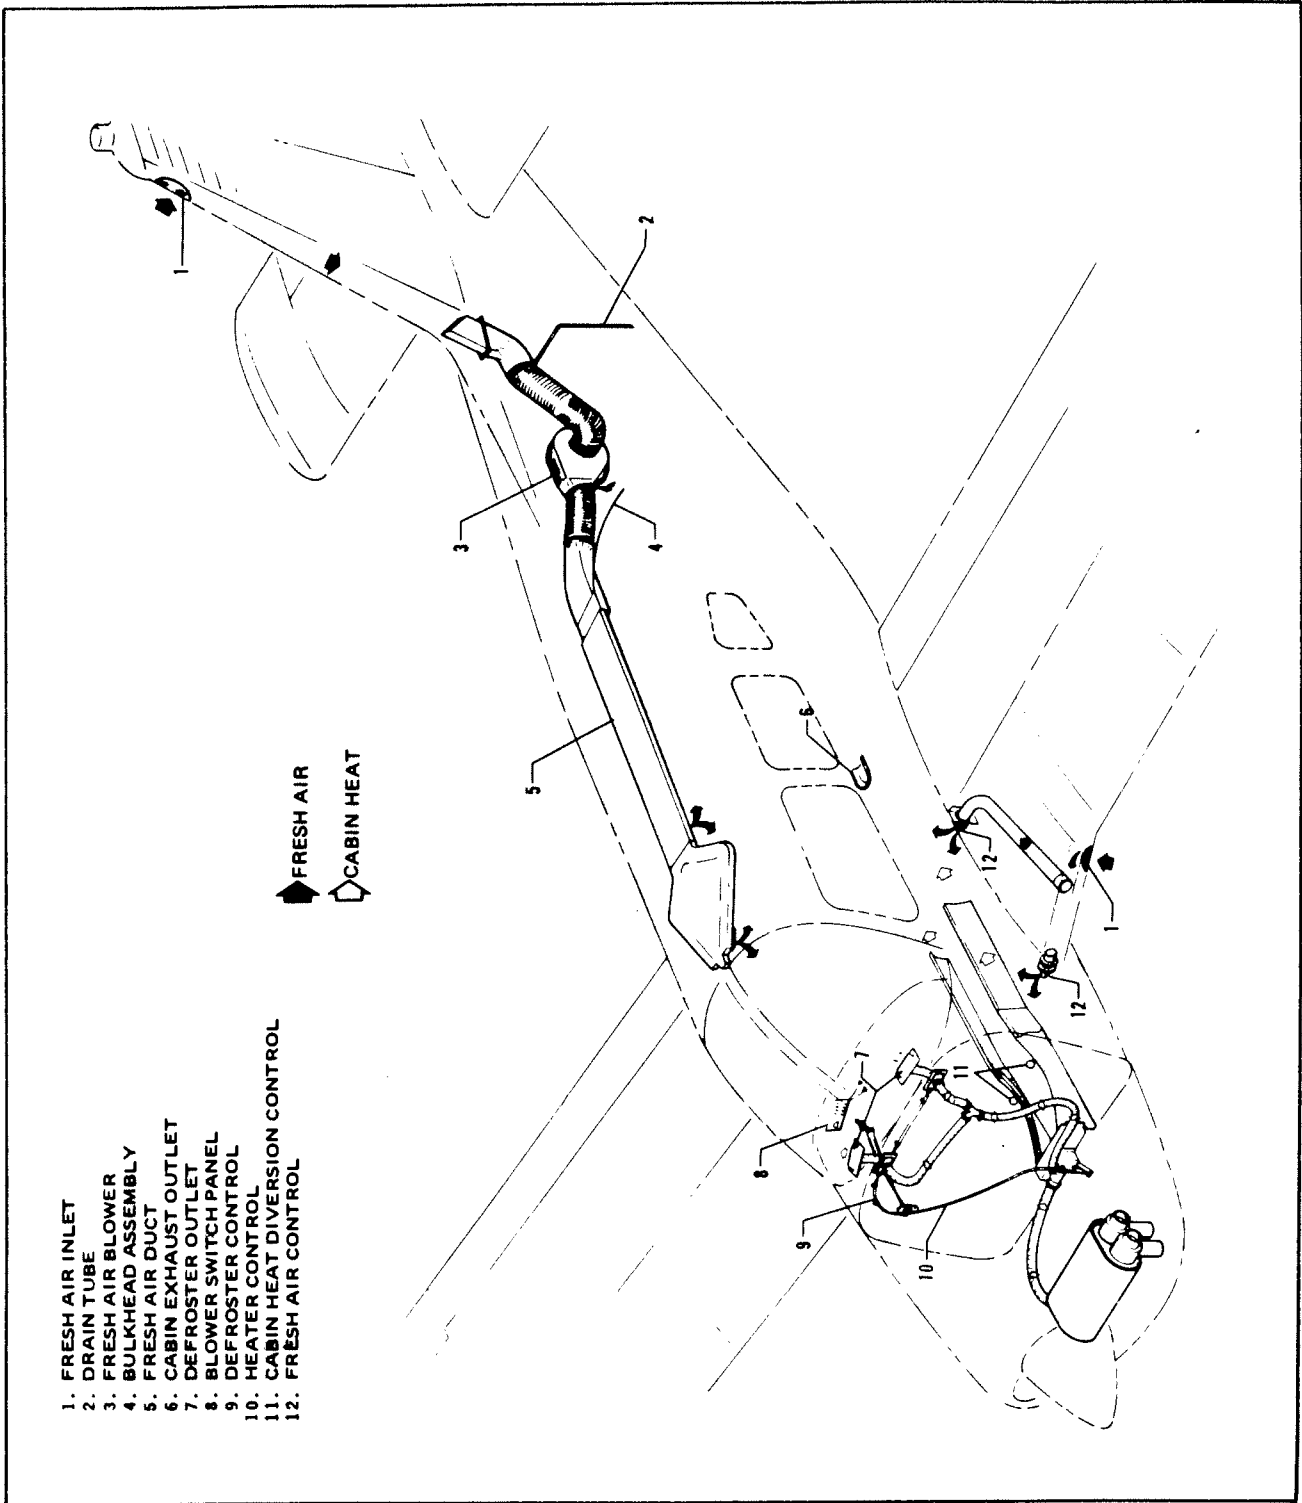 1. FRESH AIR INLET
2. DRAIN TUBE
3. FRESH AIR BLOWER
4. BULKHEAD ASSEMBLY
5. FRESH AIR DUCT
6. CABIN EXHAUST OUTLET
7. DEFROSTER OUTLET
8. BLOWER SWITCH PANEL
9. DEFROSTER CONTROL
10. HEATER CONTROL
11. CABIN HEAT DIVERSION CONTROL
12. FRESH AIR CONTROL
FRESH AIR
CABIN HEAT
1
2
3
4
5
6
7
8
9
10
11
12
12
1